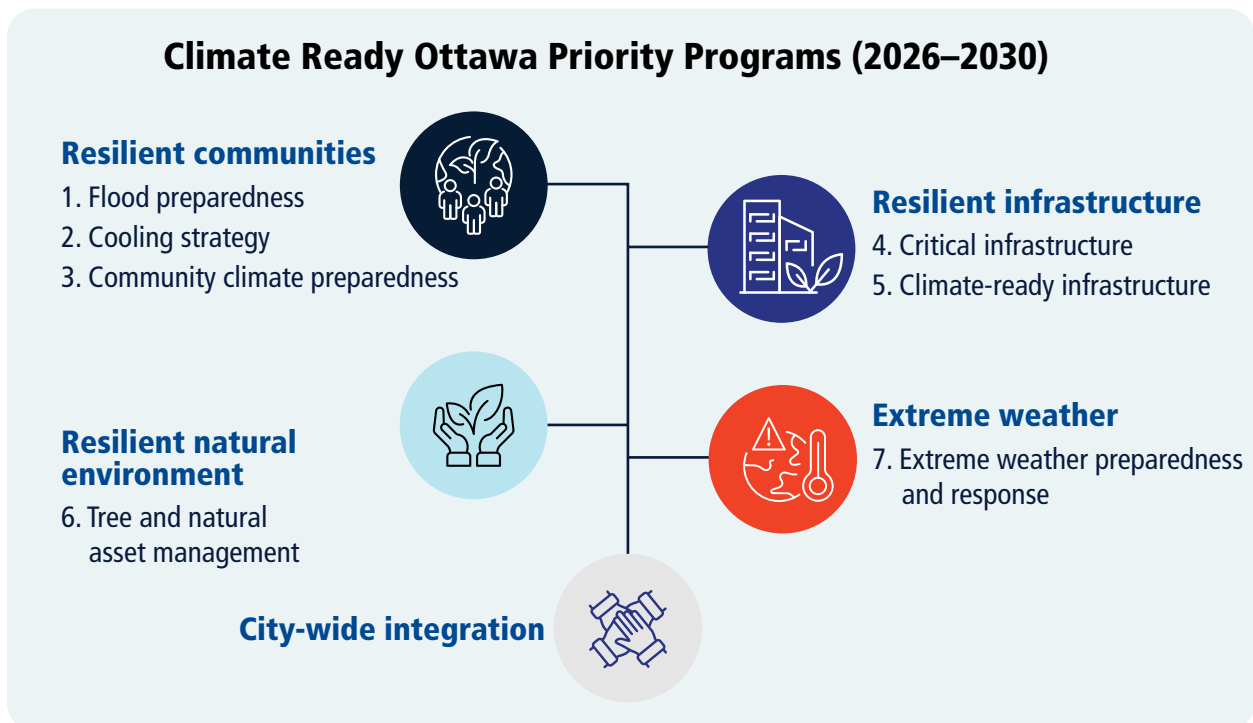 Climate Ready Ottawa Priority Programs (2026–2030)
Resilient communities
1. Flood preparedness
2. Cooling strategy
3. Community climate preparedness
Resilient infrastructure
4. Critical infrastructure
5. Climate-ready infrastructure
Resilient natural
environment
6. Tree and natural
asset management
Extreme weather
7. Extreme weather preparedness
and response
City-wide integration